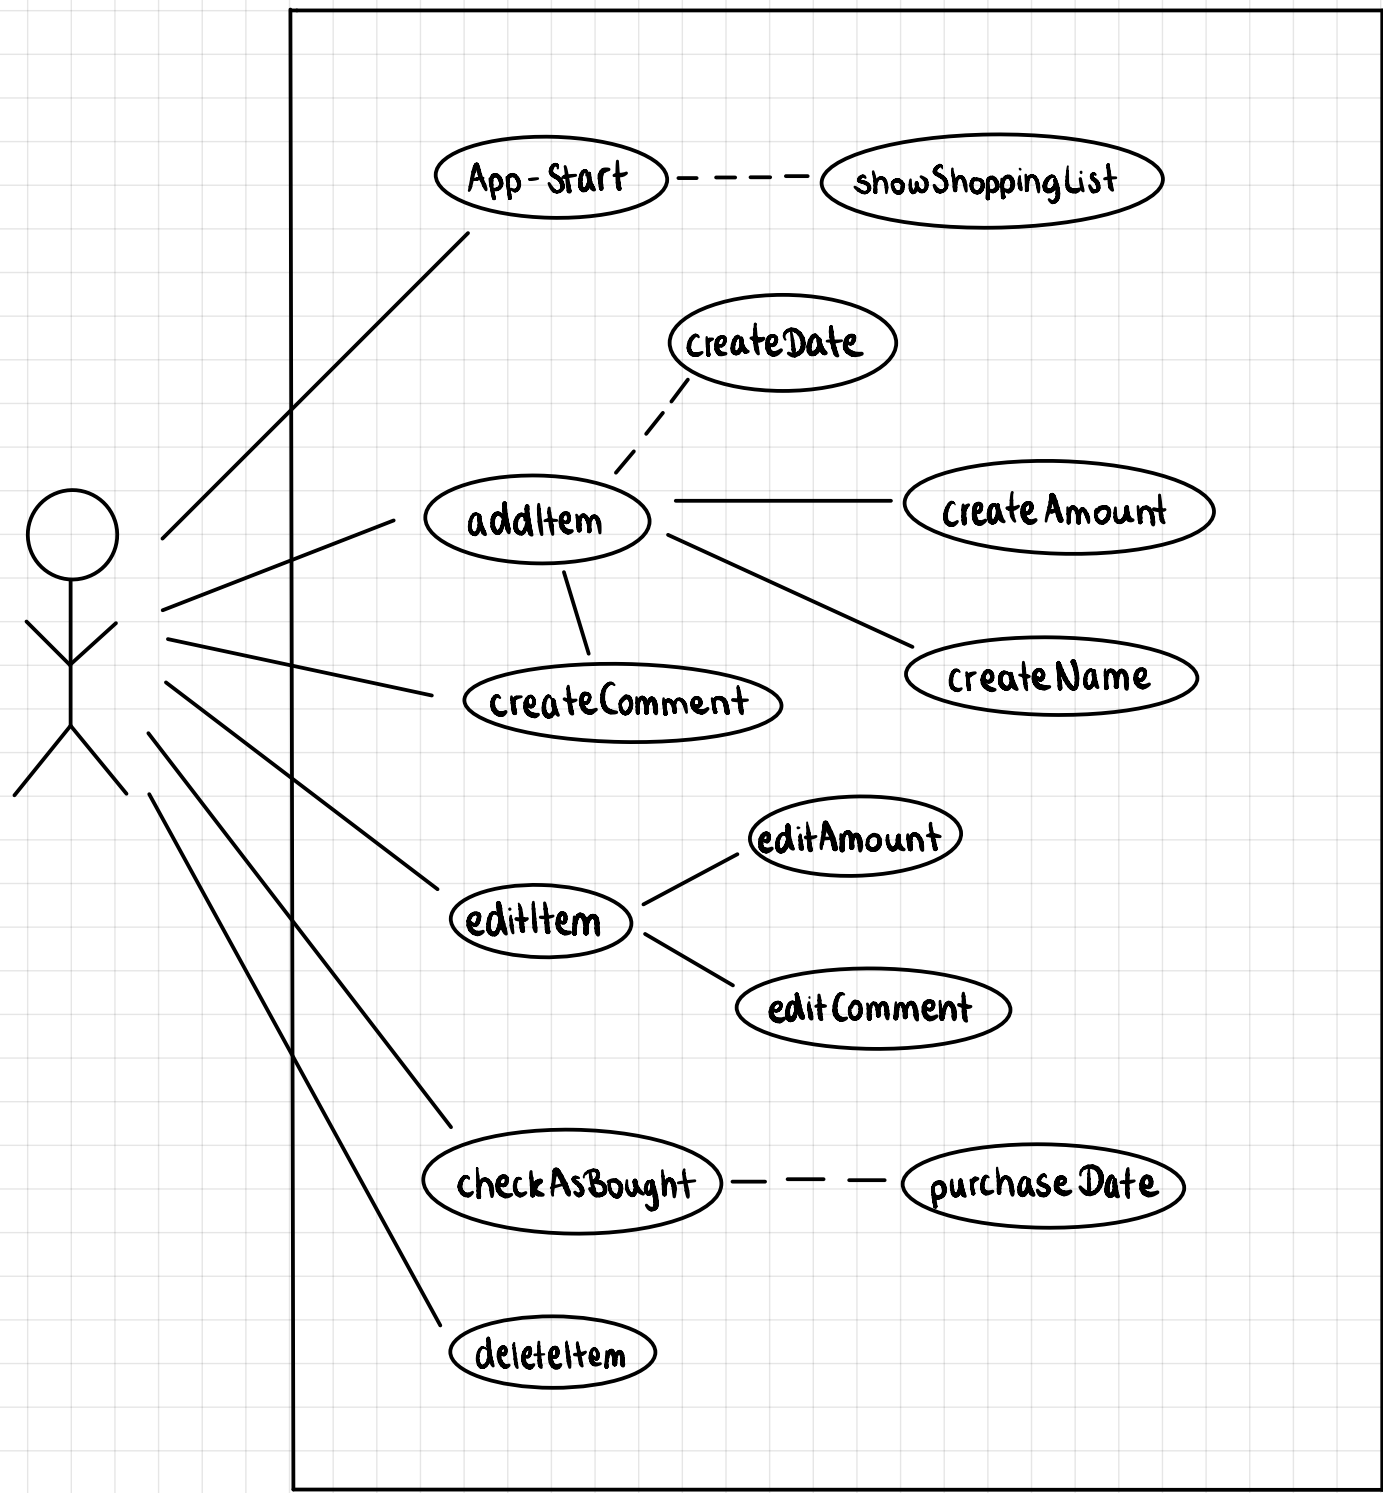 App-Start
showShoppingList
createDate
addItem
createAmount
createComment
createName
editAmount
editItem
editComment
checkAsBought
purchaseDate
deleteItem